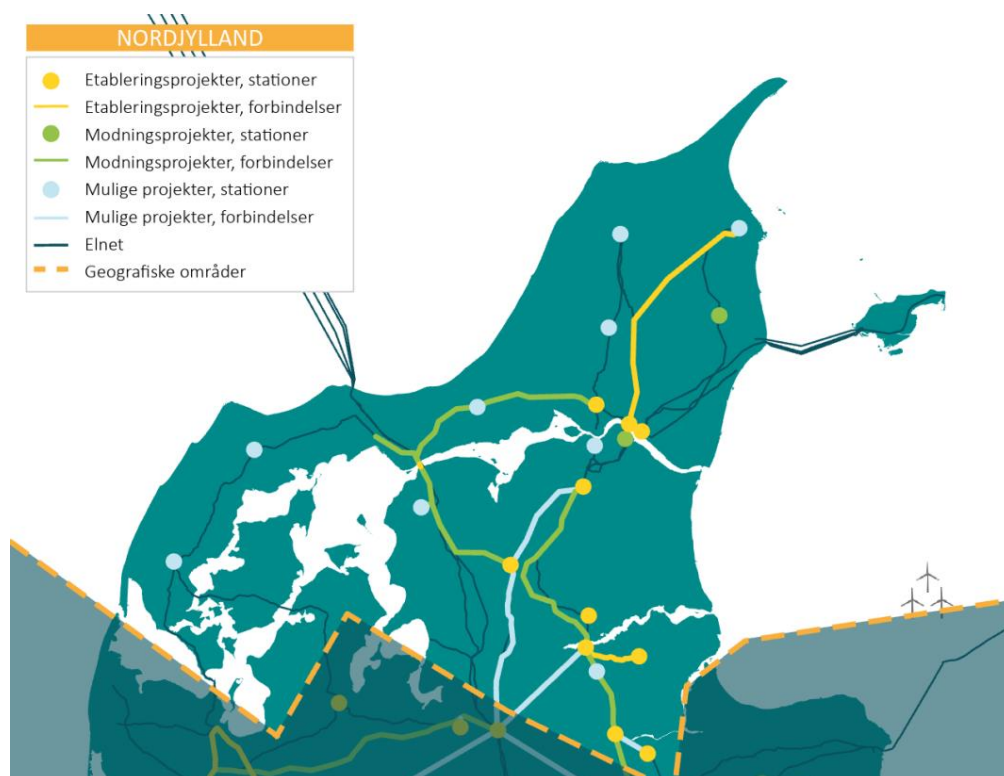 NORDJYLLAND
Etableringsprojekter, stationer
Etableringsprojekter, forbindelser
Modningsprojekter, stationer
Modningsprojekter, forbindelser
Mulige projekter, stationer
Mulige projekter, forbindelser
Elnet
Geografiske områder